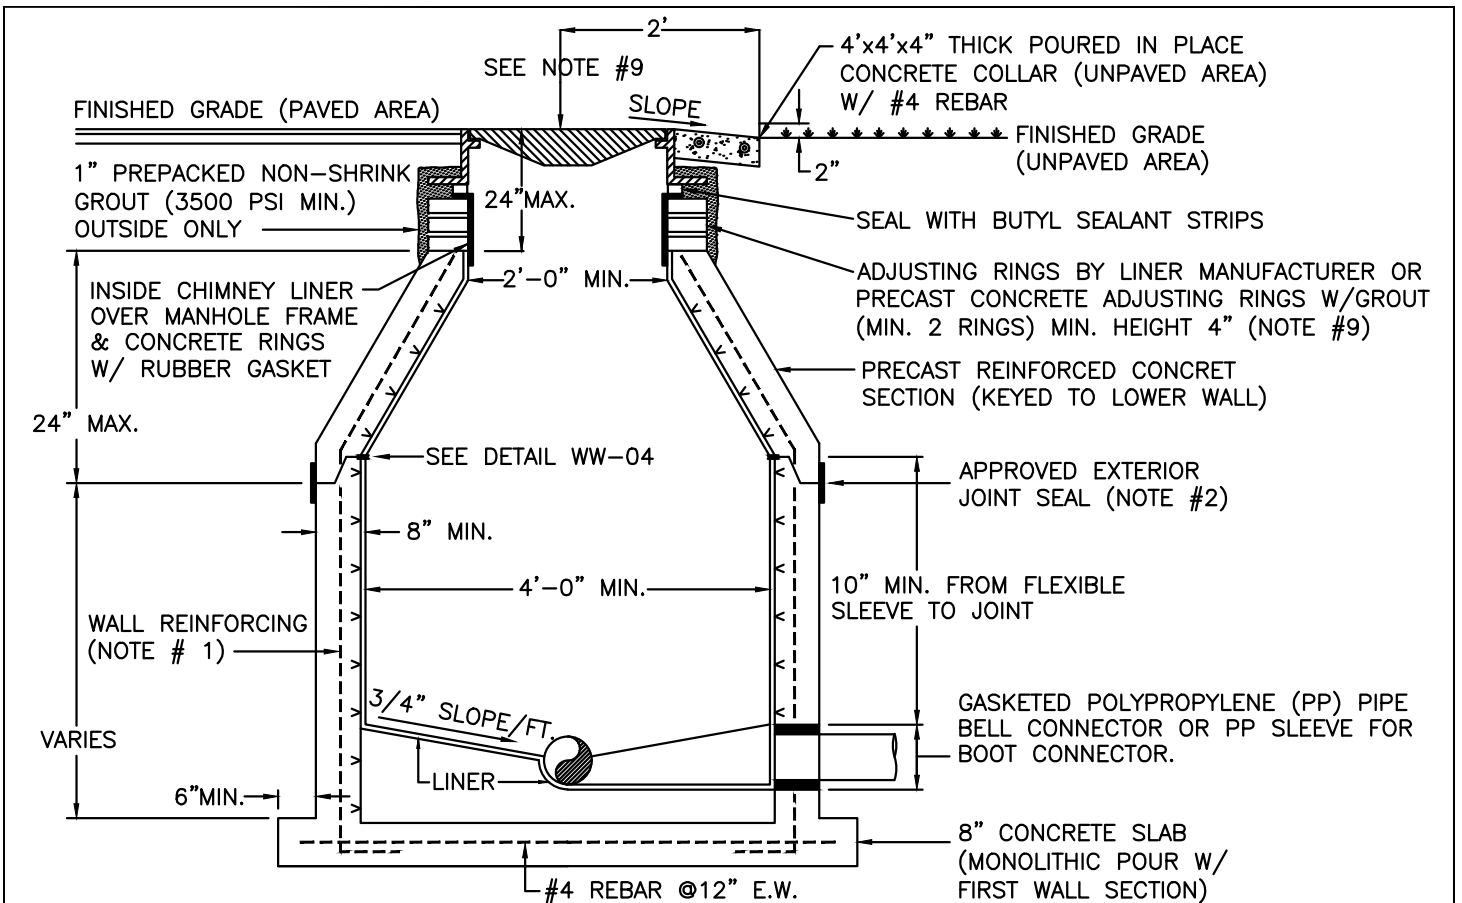 2'
SEE NOTE #9
4'x4'x4" THICK POURED IN PLACE
CONCRETE COLLAR (UNPAVED AREA)
W/ #4 REBAR
SLOPE
FINISHED GRADE (PAVED AREA)
FINISHED GRADE
(UNPAVED AREA)
2"
1" PREPACKED NON-SHRINK
GROUT (3500 PSI MIN.)
OUTSIDE ONLY
24"MAX.
SEAL WITH BUTYL SEALANT STRIPS
2'-0" MIN.
ADJUSTING RINGS BY LINER MANUFACTURER OR
PRECAST CONCRETE ADJUSTING RINGS W/GROUT
(MIN. 2 RINGS) MIN. HEIGHT 4" (NOTE #9)
INSIDE CHIMNEY LINER
OVER MANHOLE FRAME
& CONCRETE RINGS
W/ RUBBER GASKET
PRECAST REINFORCED CONCRET
SECTION (KEYED TO LOWER WALL)
24" MAX.
SEE DETAIL WW-04
APPROVED EXTERIOR
JOINT SEAL (NOTE #2)
8" MIN.
4'-0" MIN.
10" MIN. FROM FLEXIBLE
SLEEVE TO JOINT
WALL REINFORCING
(NOTE # 1)
3/4" SLOPE/FT.
GASKETED POLYPROPYLENE (PP) PIPE
BELL CONNECTOR OR PP SLEEVE FOR
BOOT CONNECTOR.
VARIES
LINER
6"MIN.
8" CONCRETE SLAB
(MONOLITHIC POUR W/
FIRST WALL SECTION)
#4 REBAR @12" E.W.